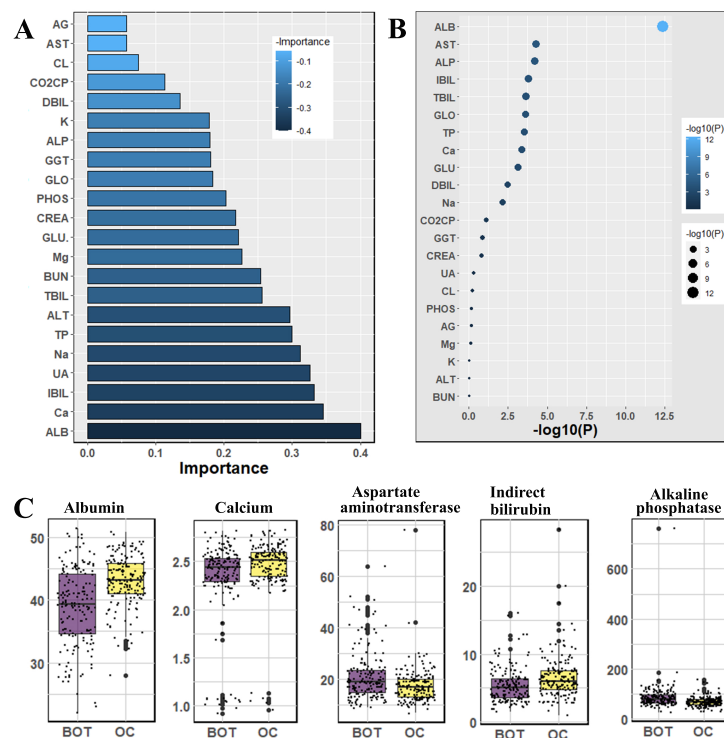 A
AG
AST
CL
CO2CP
DBIL
K
ALP
GGT
GLO
PHOS
CREA
GLU.
Mg
BUN
TBIL
ALT
TP
Na
UA
IBIL
Ca
ALB
0.0 0.1 0.2 0.3 0.4
Importance
-Importance
-0.1
-0.2
-0.3
-0.4
B
ALB
AST
ALP
IBIL
TBIL
GLO
TP
Ca
GLU
DBIL
Na
CO2CP
GGT
CREA
UA
CL
PHOS
AG
Mg
K
ALT
BUN
0.0 2.5 5.0 7.5 10.0 12.5
-log10(P)
-log10(P)
12
9
6
3
-log10(P)
3
6
9
12
C
Albumin
50
40
30
BOT OC
Calcium
2.5
2.0
1.5
1.0
BOT OC
Aspartate
aminotransferase
80
60
40
20
BOT OC
Indirect
bilirubin
20
10
0
BOT OC
Alkaline
phosphatase
600
400
200
100
0
BOT OC